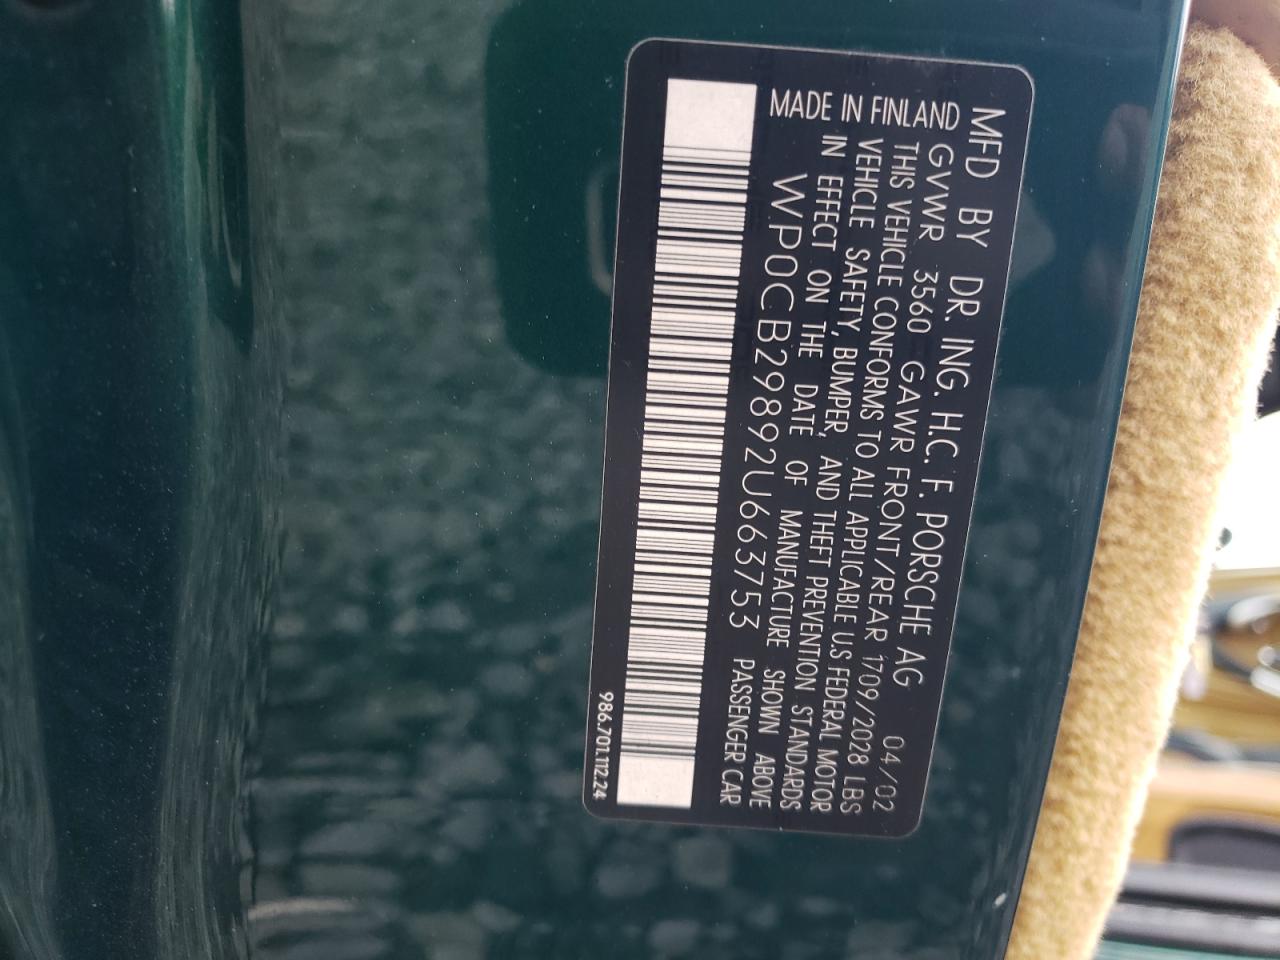 MFD BY DR. ING. H.C. F. PORSCHE AG 04/02
GVWR 3560 GAWR FRONT/REAR 1709/2028 LBS
THIS VEHICLE CONFORMS TO ALL APPLICABLE US FEDERAL MOTOR
VEHICLE SAFETY, BUMPER, AND THEFT PREVENTION STANDARDS
IN EFFECT ON THE DATE OF MANUFACTURE SHOWN ABOVE
MADE IN FINLAND
WP0CB29892U663753 PASSENGER CAR
986.701.112.24